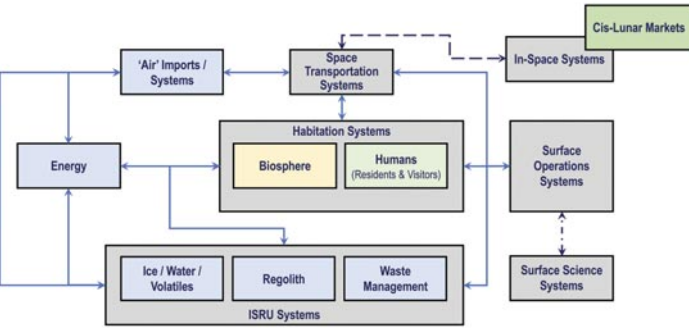 Cis-Lunar Markets
'Air' Imports /
Systems
Space
Transportation
Systems
In-Space Systems
Habitation Systems
Energy
Biosphere
Humans
(Residents & Visitors)
Surface
Operations
Systems
Ice / Water /
Volatiles
Regolith
Waste
Management
ISRU Systems
Surface Science
Systems